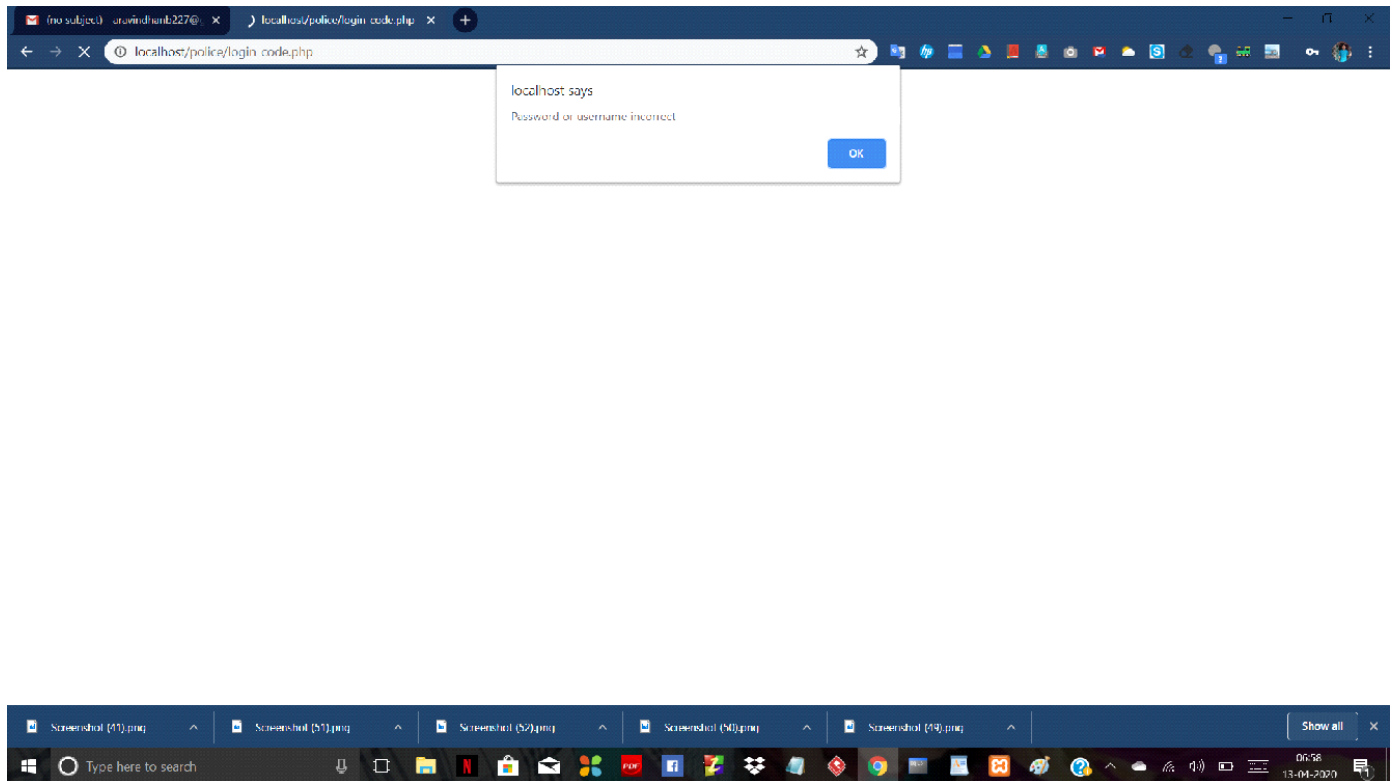 (no subject) - aravindhanb227@g
localhost/police/login code.php
localhost/police/login code.php
localhost says
Password or username incorrect
OK
Screenshot (41).png
Screenshot (51).png
Screenshot (52).png
Screenshot (50).png
Screenshot (49).png
Show all
Type here to search
06:58
13-04-2020